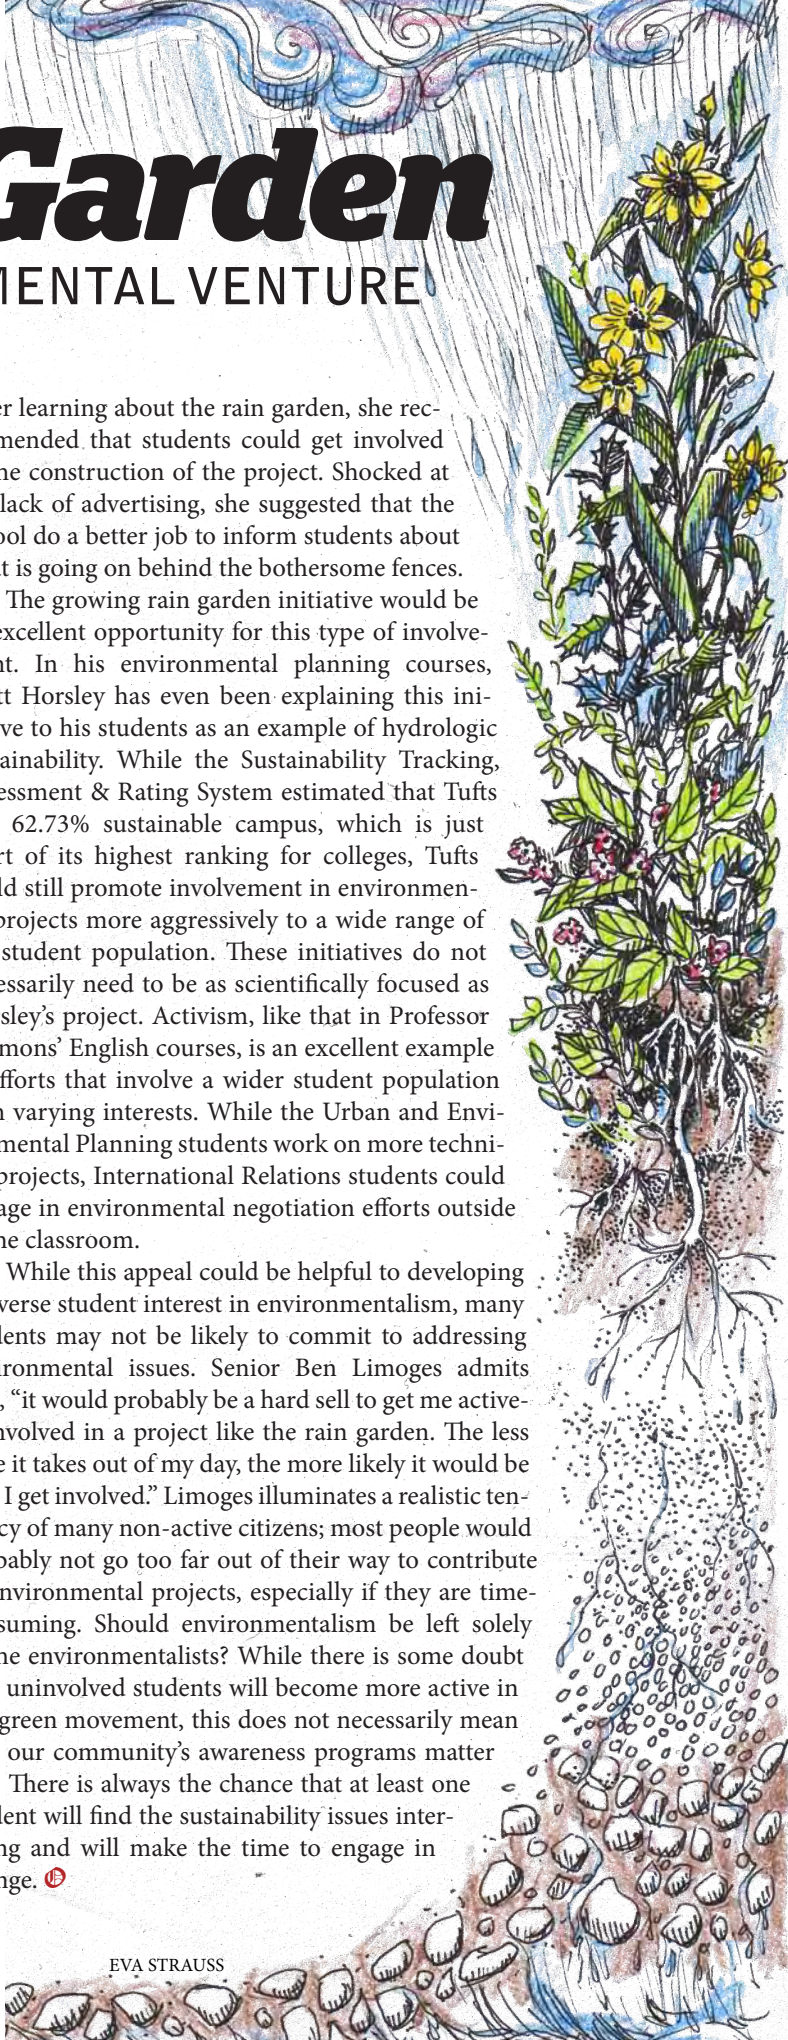 Garden
MENTAL VENTURE
er learning about the rain garden, she rec-
mended that students could get involved
he construction of the project. Shocked at
lack of advertising, she suggested that the
ool do a better job to inform students about
at is going on behind the bothersome fences.
The growing rain garden initiative would be
excellent opportunity for this type of involve-
nt. In his environmental planning courses,
tt Horsley has even been explaining this ini-
ve to his students as an example of hydrologic
ainability. While the Sustainability Tracking,
essment & Rating System estimated that Tufts
62.73% sustainable campus, which is just
rt of its highest ranking for colleges, Tufts
ld still promote involvement in environmen-
projects more aggressively to a wide range of
student population. These initiatives do not
essarily need to be as scientifically focused as
sley’s project. Activism, like that in Professor
mons’ English courses, is an excellent example
fforts that involve a wider student population
h varying interests. While the Urban and Envi-
mental Planning students work on more techni-
projects, International Relations students could
age in environmental negotiation efforts outside
he classroom.
While this appeal could be helpful to developing
verse student interest in environmentalism, many
dents may not be likely to commit to addressing
ironmental issues. Senior Ben Limoges admits
, “it would probably be a hard sell to get me active-
nvolved in a project like the rain garden. The less
e it takes out of my day, the more likely it would be
I get involved.” Limoges illuminates a realistic ten-
cy of many non-active citizens; most people would
bably not go too far out of their way to contribute
nvironmental projects, especially if they are time-
suming. Should environmentalism be left solely
he environmentalists? While there is some doubt
uninvolved students will become more active in
green movement, this does not necessarily mean
our community’s awareness programs matter
There is always the chance that at least one
dent will find the sustainability issues inter-
ng and will make the time to engage in
nge. O
EVA STRAUSS